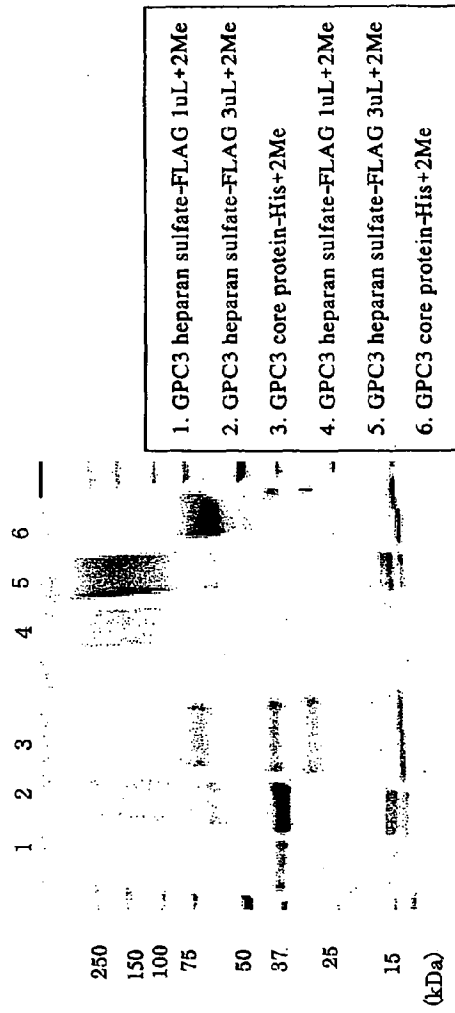 1 2 3 4 5 6
250
150
100
75
50
37.
25
15
(kDa)
1. GPC3 heparan sulfate-FLAG 1uL+2Me
2. GPC3 heparan sulfate-FLAG 3uL+2Me
3. GPC3 core protein-His+2Me
4. GPC3 heparan sulfate-FLAG 1uL+2Me
5. GPC3 heparan sulfate-FLAG 3uL+2Me
6. GPC3 core protein-His+2Me